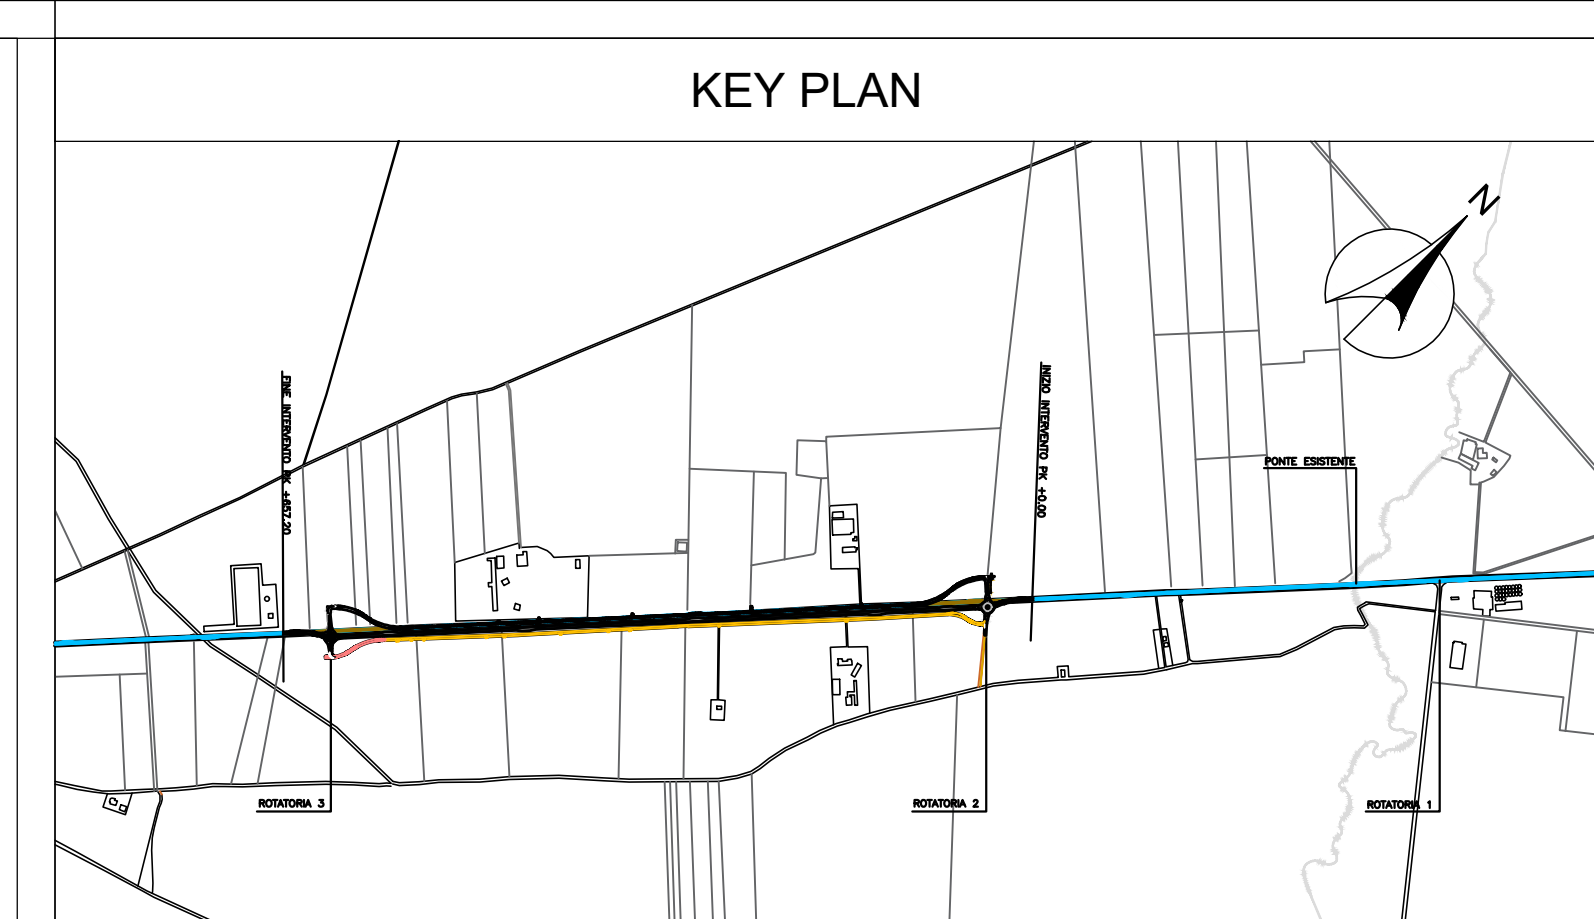 KEY PLAN
N
FINE INTERVENTO PK +657.20
INIZIO INTERVENTO PK +0.00
PONTE ESISTENTE
ROTATORIA 3
ROTATORIA 2
ROTATORIA 1